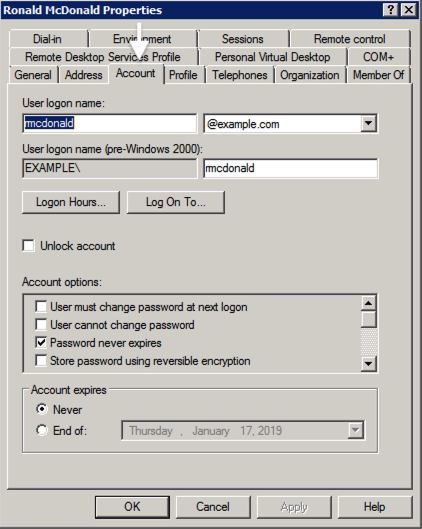 Ronald McDonald Properties
Dial-in Environment Sessions Remote control
Remote Desktop Services Profile Personal Virtual Desktop COM+
General Address Account Profile Telephones Organization Member Of
User logon name:
rmcdonald @example.com
User logon name (pre-Windows 2000):
EXAMPLE\ rmcdonald
Logon Hours... Log On To...
Unlock account
Account options:
User must change password at next logon
User cannot change password
Password never expires
Store password using reversible encryption
Account expires
Never
End of: Thursday , January 17, 2019
OK Cancel Apply Help